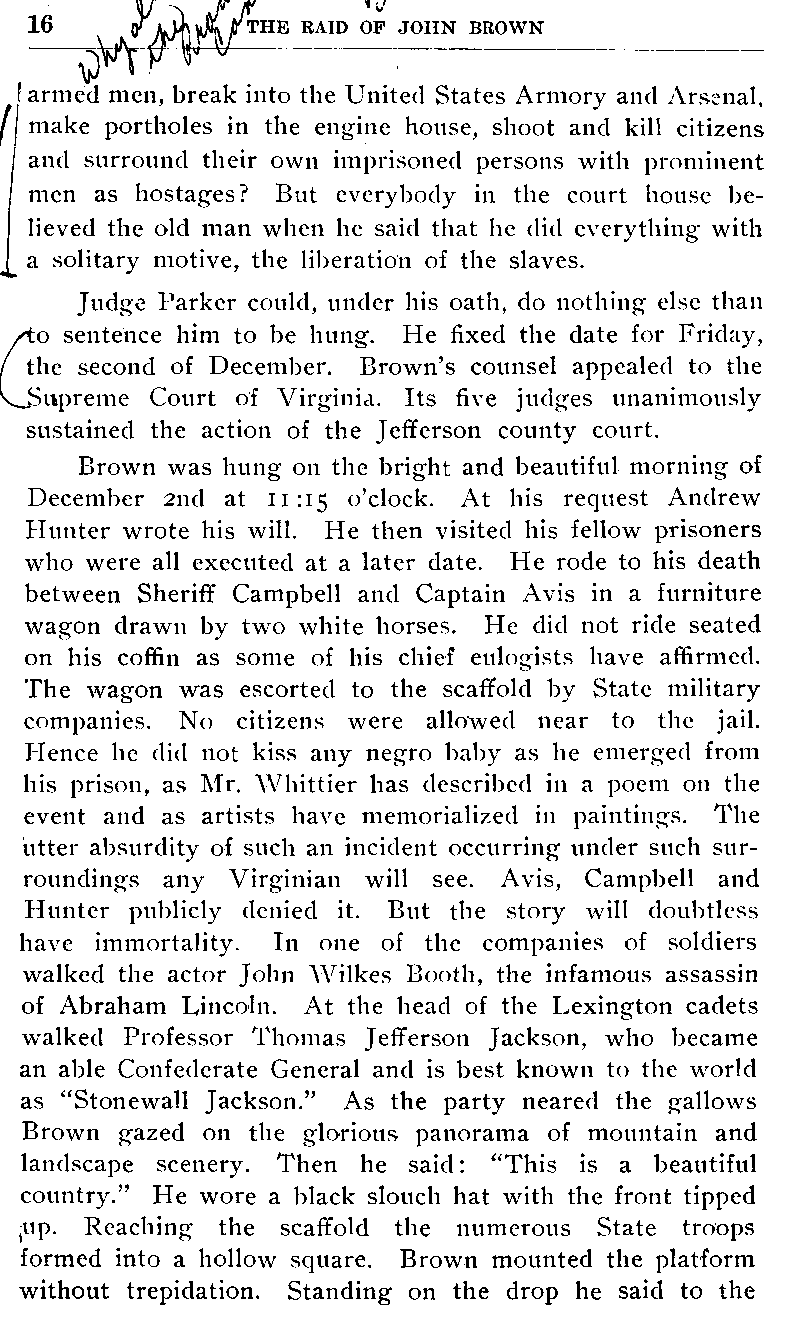 16 THE RAID OF JOHN BROWN
why
armed men, break into the United States Armory and Arsenal,
make portholes in the engine house, shoot and kill citizens
and surround their own imprisoned persons with prominent
men as hostages? But everybody in the court house be-
lieved the old man when he said that he did everything with
a solitary motive, the liberation of the slaves.
Judge Parker could, under his oath, do nothing else than
to sentence him to be hung. He fixed the date for Friday,
the second of December. Brown's counsel appealed to the
Supreme Court of Virginia. Its five judges unanimously
sustained the action of the Jefferson county court.
Brown was hung on the bright and beautiful morning of
December 2nd at 11:15 o'clock. At his request Andrew
Hunter wrote his will. He then visited his fellow prisoners
who were all executed at a later date. He rode to his death
between Sheriff Campbell and Captain Avis in a furniture
wagon drawn by two white horses. He did not ride seated
on his coffin as some of his chief eulogists have affirmed.
The wagon was escorted to the scaffold by State military
companies. No citizens were allowed near to the jail.
Hence he did not kiss any negro baby as he emerged from
his prison, as Mr. Whittier has described in a poem on the
event and as artists have memorialized in paintings. The
utter absurdity of such an incident occurring under such sur-
roundings any Virginian will see. Avis, Campbell and
Hunter publicly denied it. But the story will doubtless
have immortality. In one of the companies of soldiers
walked the actor John Wilkes Booth, the infamous assassin
of Abraham Lincoln. At the head of the Lexington cadets
walked Professor Thomas Jefferson Jackson, who became
an able Confederate General and is best known to the world
as "Stonewall Jackson." As the party neared the gallows
Brown gazed on the glorious panorama of mountain and
landscape scenery. Then he said: "This is a beautiful
country." He wore a black slouch hat with the front tipped
up. Reaching the scaffold the numerous State troops
formed into a hollow square. Brown mounted the platform
without trepidation. Standing on the drop he said to the